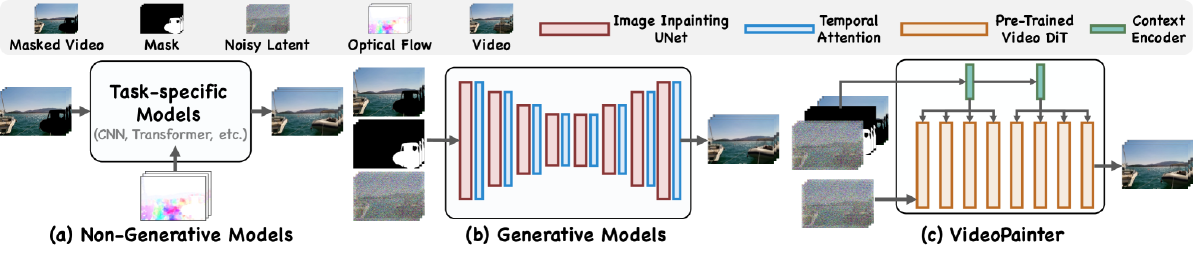 Masked Video
Mask
Noisy Latent
Optical Flow
Video
Image Inpainting
UNet
Temporal
Attention
Pre-Trained
Video DiT
Context
Encoder
Task-specific
Models
(CNN, Transformer, etc.)
(a) Non-Generative Models
(b) Generative Models
(c) VideoPainter